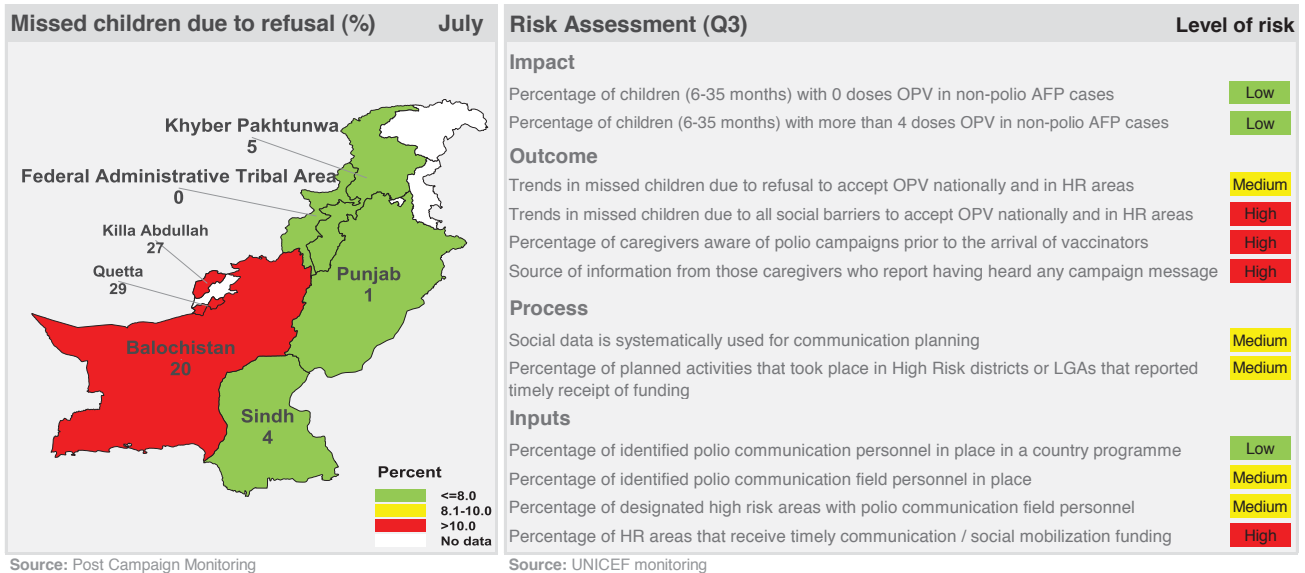 Missed children due to refusal (%) July
Khyber Pakhtunwa
5
Federal Administrative Tribal Area
0
Killa Abdullah
27
Quetta
29
Punjab
1
Balochistan
20
Sindh
4
Percent
<=8.0
8.1-10.0
>10.0
No data
Source: Post Campaign Monitoring
Risk Assessment (Q3) Level of risk
Impact
Percentage of children (6-35 months) with 0 doses OPV in non-polio AFP cases Low
Percentage of children (6-35 months) with more than 4 doses OPV in non-polio AFP cases Low
Outcome
Trends in missed children due to refusal to accept OPV nationally and in HR areas Medium
Trends in missed children due to all social barriers to accept OPV nationally and in HR areas High
Percentage of caregivers aware of polio campaigns prior to the arrival of vaccinators High
Source of information from those caregivers who report having heard any campaign message High
Process
Social data is systematically used for communication planning Medium
Percentage of planned activities that took place in High Risk districts or LGAs that reported Medium
timely receipt of funding
Inputs
Percentage of identified polio communication personnel in place in a country programme Low
Percentage of identified polio communication field personnel in place Medium
Percentage of designated high risk areas with polio communication field personnel Medium
Percentage of HR areas that receive timely communication / social mobilization funding High
Source: UNICEF monitoring